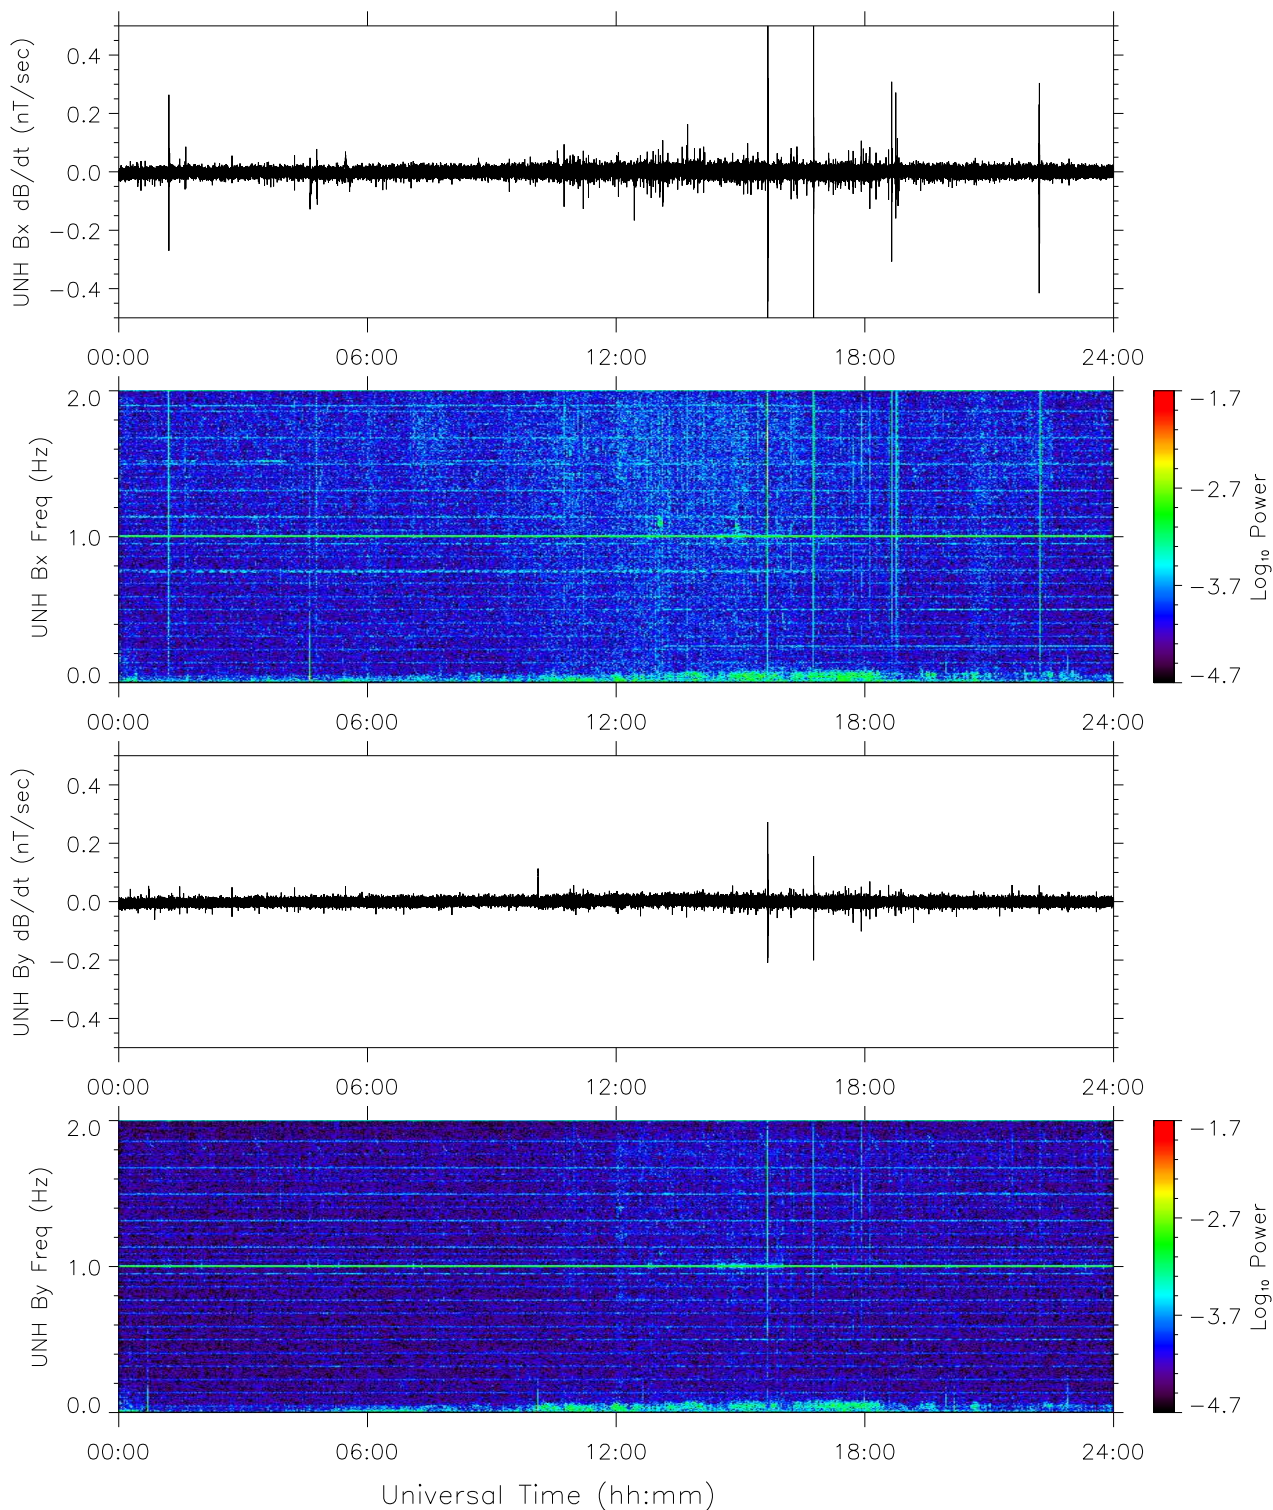 UNH Bx dB/dt (nT/sec)
0.4
0.2
0.0
−0.2
−0.4
00:00 06:00 12:00 18:00 24:00
UNH Bx Freq (Hz)
2.0
1.0
0.0
−1.7
−2.7
−3.7
−4.7
Log10 Power
00:00 06:00 12:00 18:00 24:00
UNH By dB/dt (nT/sec)
0.4
0.2
0.0
−0.2
−0.4
00:00 06:00 12:00 18:00 24:00
UNH By Freq (Hz)
2.0
1.0
0.0
−1.7
−2.7
−3.7
−4.7
Log10 Power
00:00 06:00 12:00 18:00 24:00
Universal Time (hh:mm)